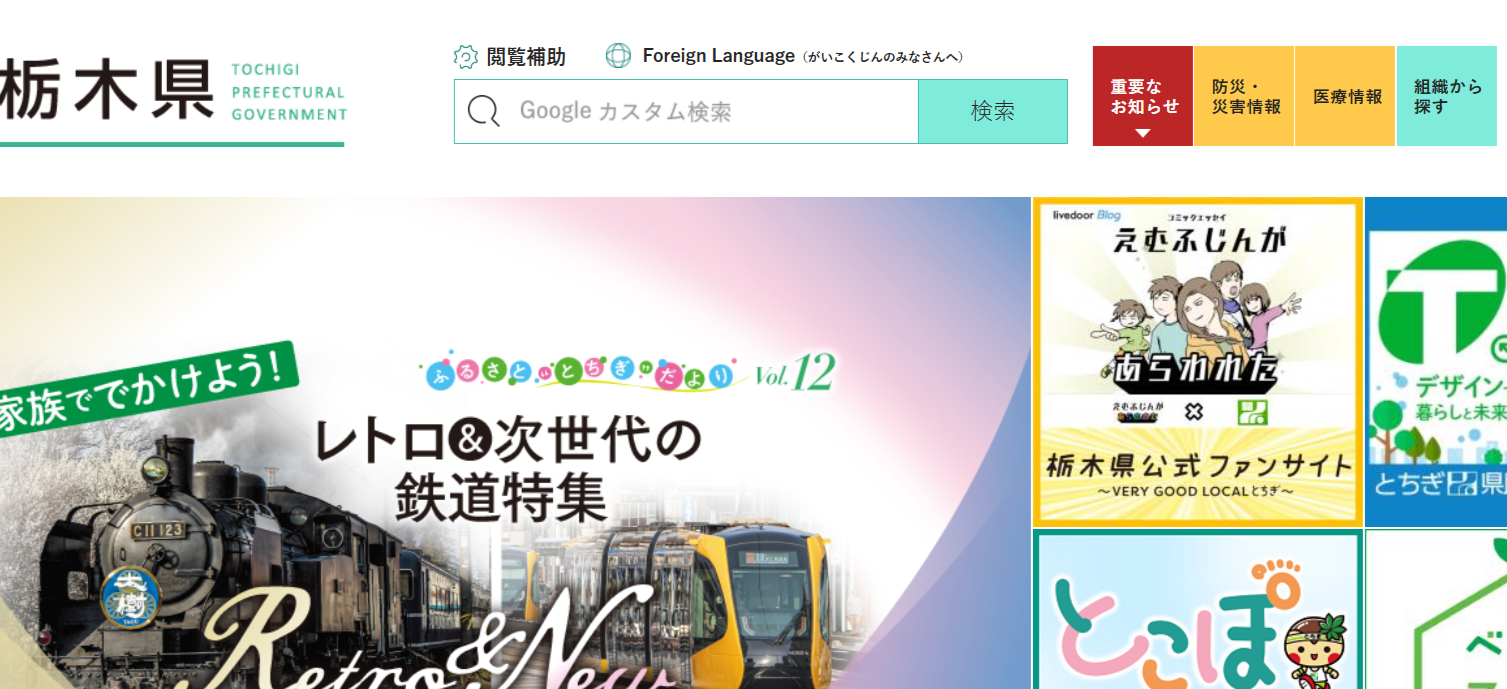 栃木県
TOCHIGI
PREFECTURAL
GOVERNMENT
閲覧補助
Foreign Language（がいこくじんのみなさんへ）
Google カスタム検索
検索
重要な
お知らせ
防災・
災害情報
医療情報
組織から
探す
家族ででかけよう！
ふるさと"とちぎ"だより Vol.12
レトロ&次世代の
鉄道特集
C11 123
大樹
Retro & New
livedoor Blog
コミックエッセイ
えむふじんが
あらわれた
えむふじんが
栃木県公式ファンサイト
～VERY GOOD LOCALとちぎ～
デザイン
暮らしと未来
とちぎ
県
とこぽ
ベ